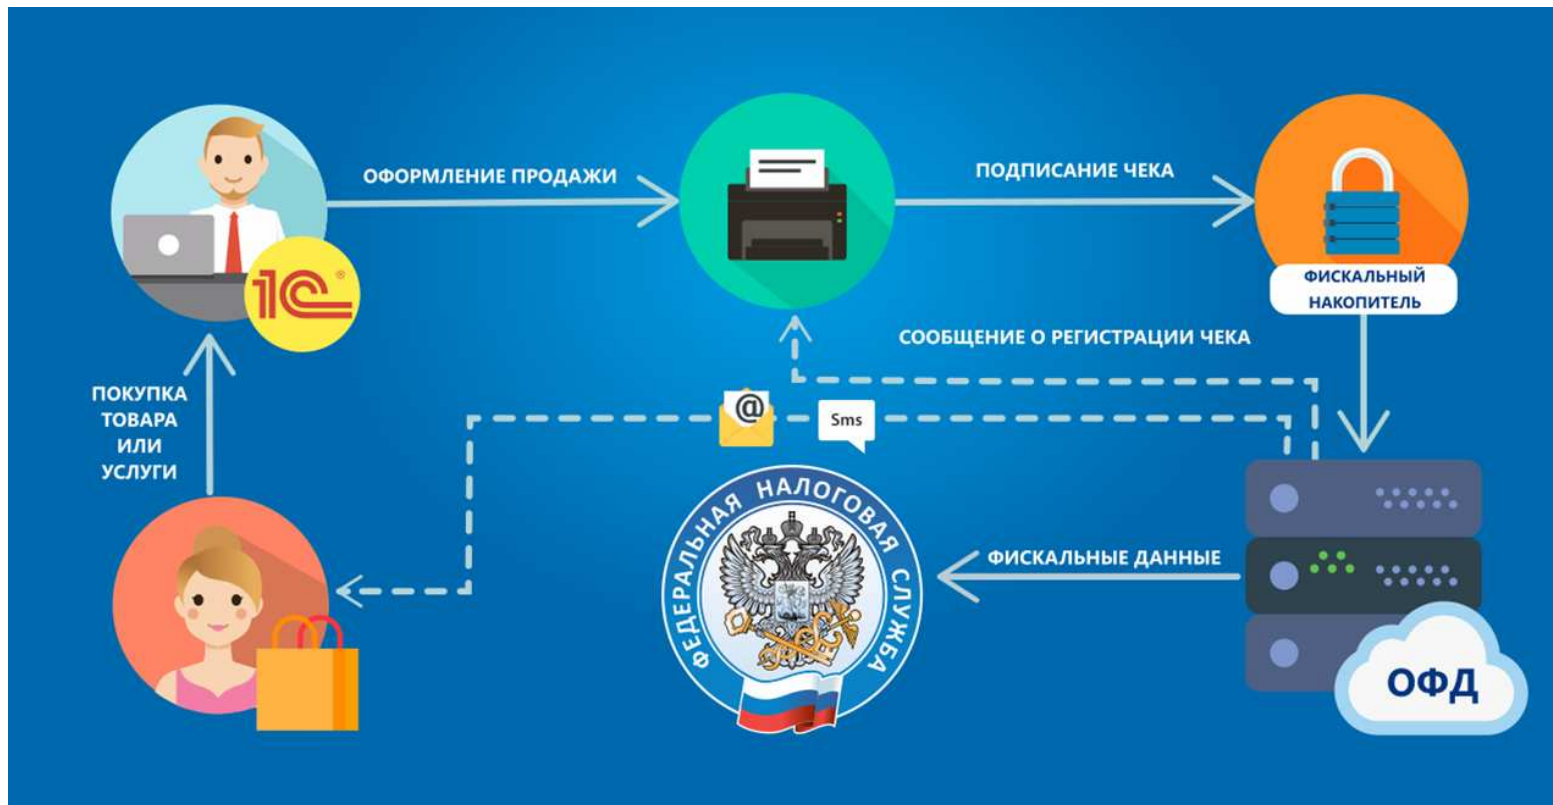 ОФОРМЛЕНИЕ ПРОДАЖИ
ПОДПИСАНИЕ ЧЕКА
1С®
ФИСКАЛЬНЫЙ
НАКОПИТЕЛЬ
СООБЩЕНИЕ О РЕГИСТРАЦИИ ЧЕКА
ПОКУПКА
ТОВАРА
ИЛИ
УСЛУГИ
@
Sms
ФЕДЕРАЛЬНАЯ НАЛОГОВАЯ СЛУЖБА
ФИСКАЛЬНЫЕ ДАННЫЕ
ОФД